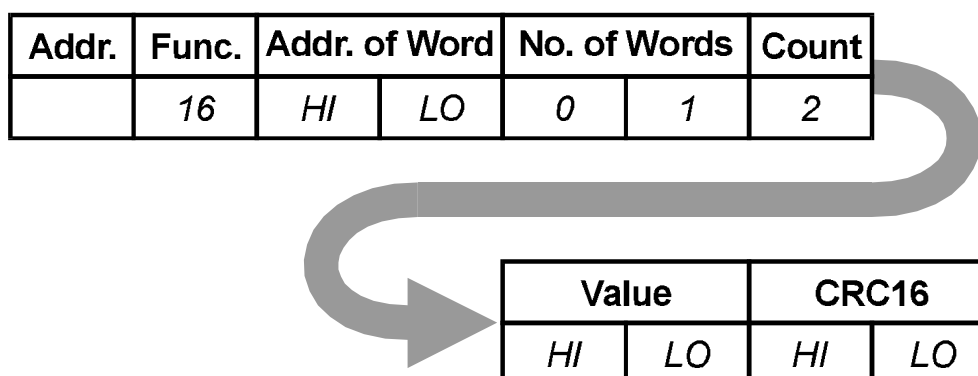 Addr. Func. Addr. of Word No. of Words Count
16 HI LO 0 1 2
Value CRC16
HI LO HI LO